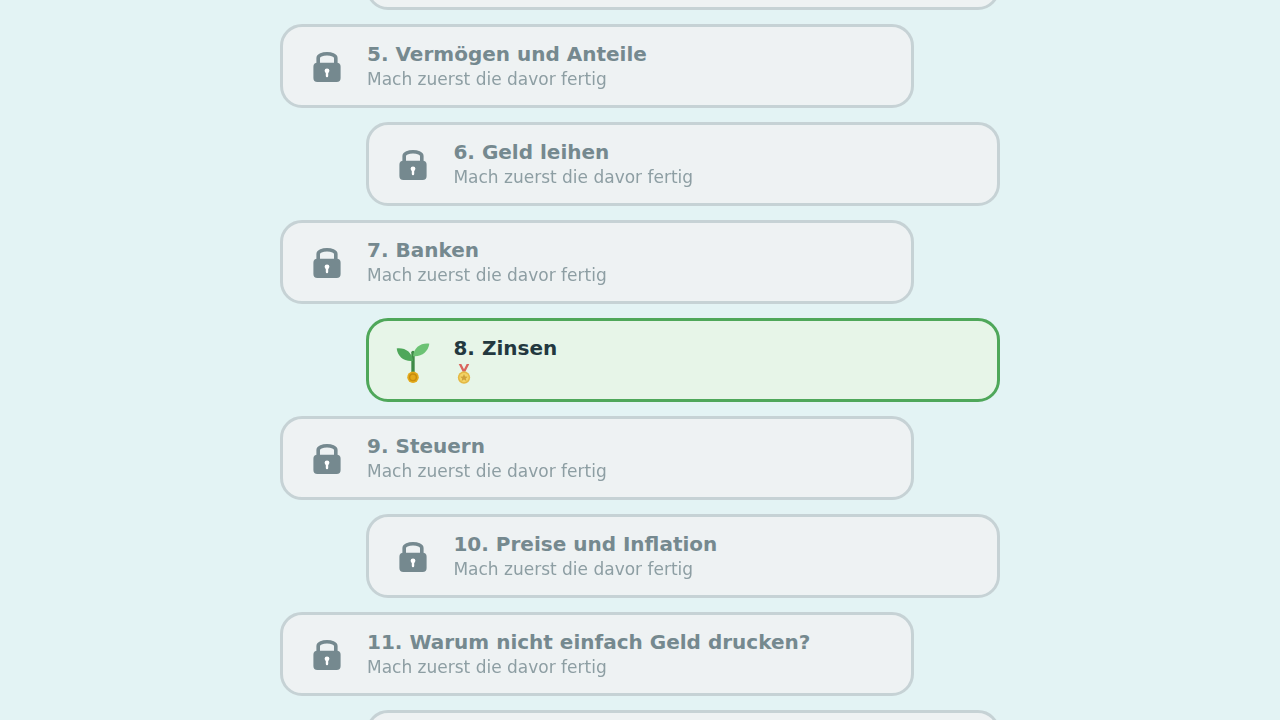 5. Vermögen und Anteile
Mach zuerst die davor fertig
6. Geld leihen
Mach zuerst die davor fertig
7. Banken
Mach zuerst die davor fertig
8. Zinsen
9. Steuern
Mach zuerst die davor fertig
10. Preise und Inflation
Mach zuerst die davor fertig
11. Warum nicht einfach Geld drucken?
Mach zuerst die davor fertig